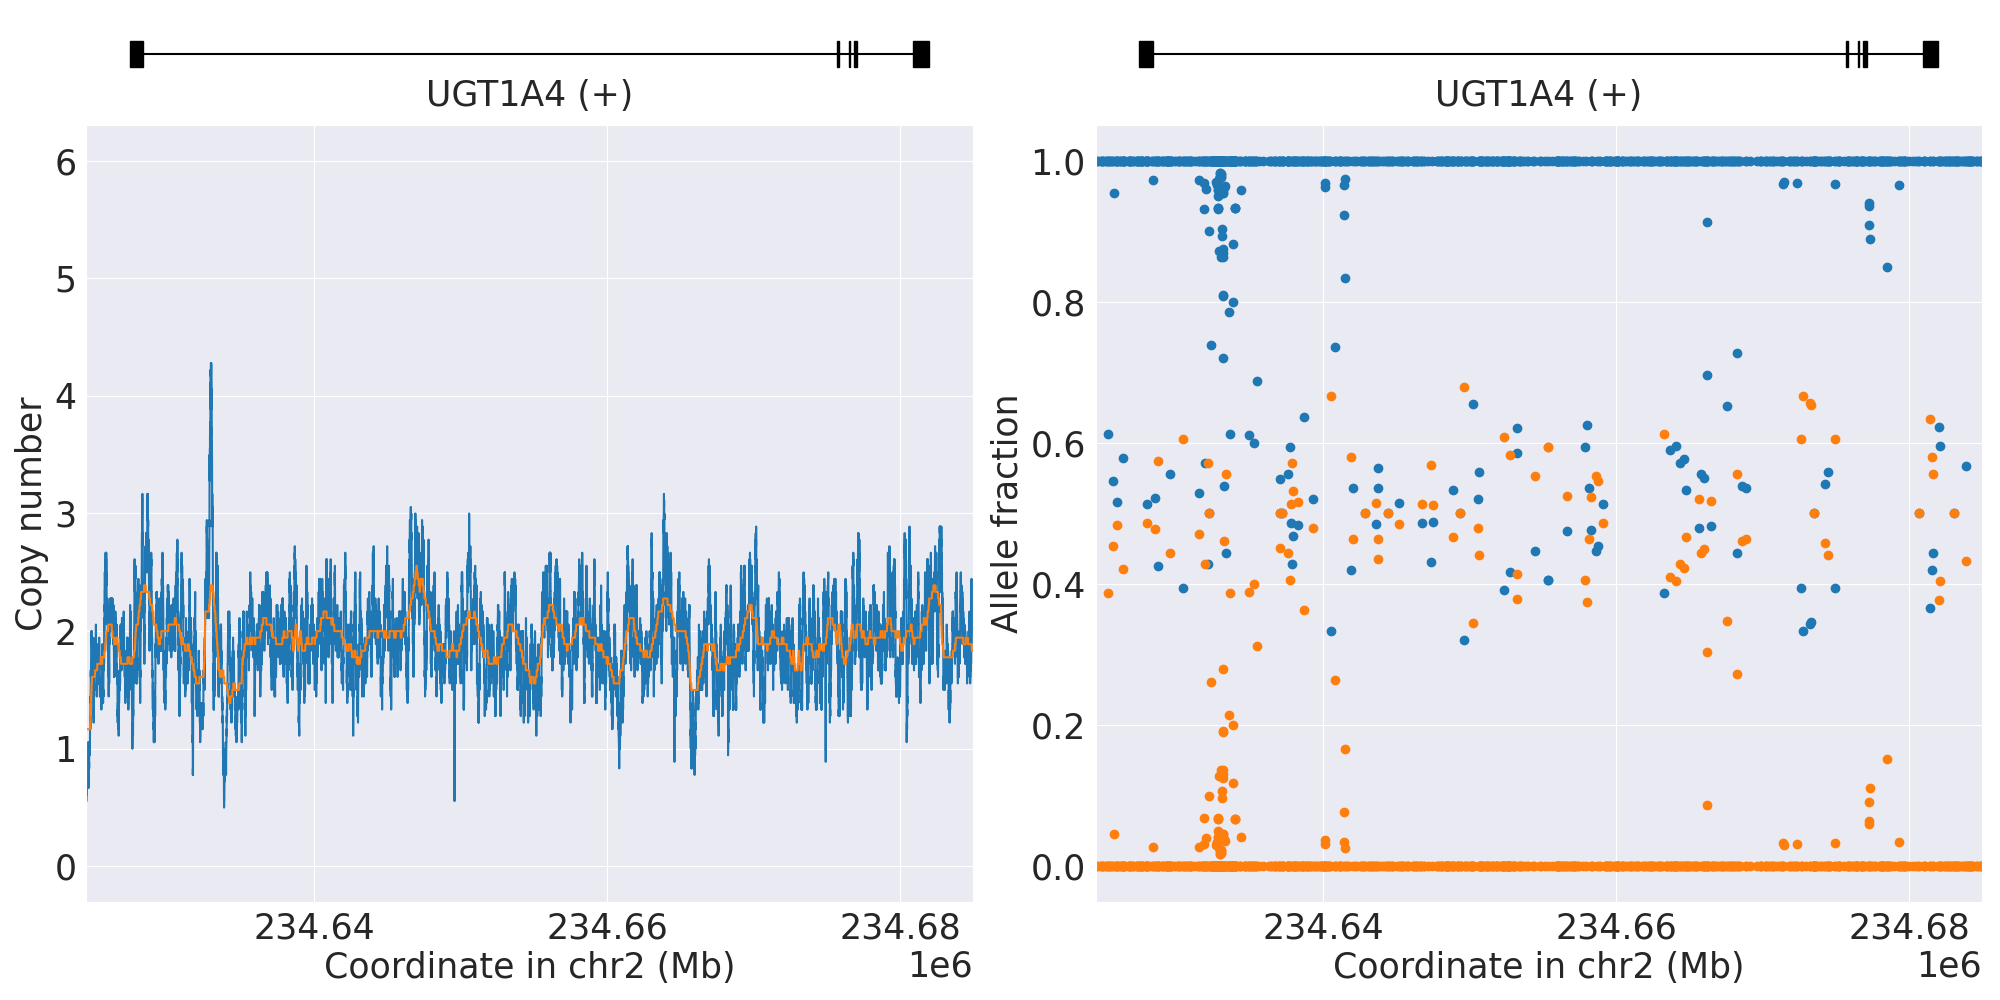 UGT1A4 (+)
6
5
4
3
2
1
0
Copy number
234.64
234.66
234.68
1e6
Coordinate in chr2 (Mb)
UGT1A4 (+)
1.0
0.8
0.6
0.4
0.2
0.0
Allele fraction
234.64
234.66
234.68
1e6
Coordinate in chr2 (Mb)